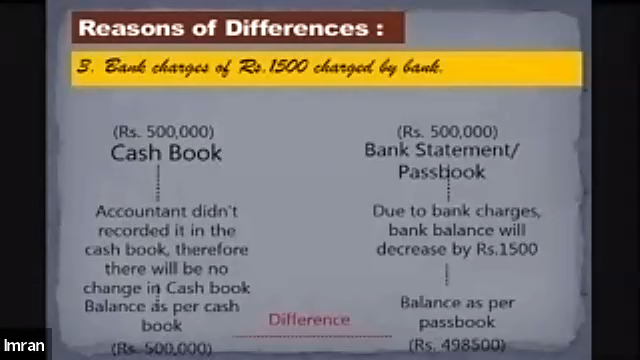 Reasons of Differences :
3. Bank charges of Rs.1500 charged by bank.
(Rs. 500,000)
Cash Book
Accountant didn't
recorded it in the
cash book, therefore
there will be no
change in Cash book
Balance as per cash
book
(Rs. 500,000)
(Rs. 500,000)
Bank Statement/
Passbook
Due to bank charges,
bank balance will
decrease by Rs.1500
Balance as per
passbook
(Rs. 498500)
Difference
Imran